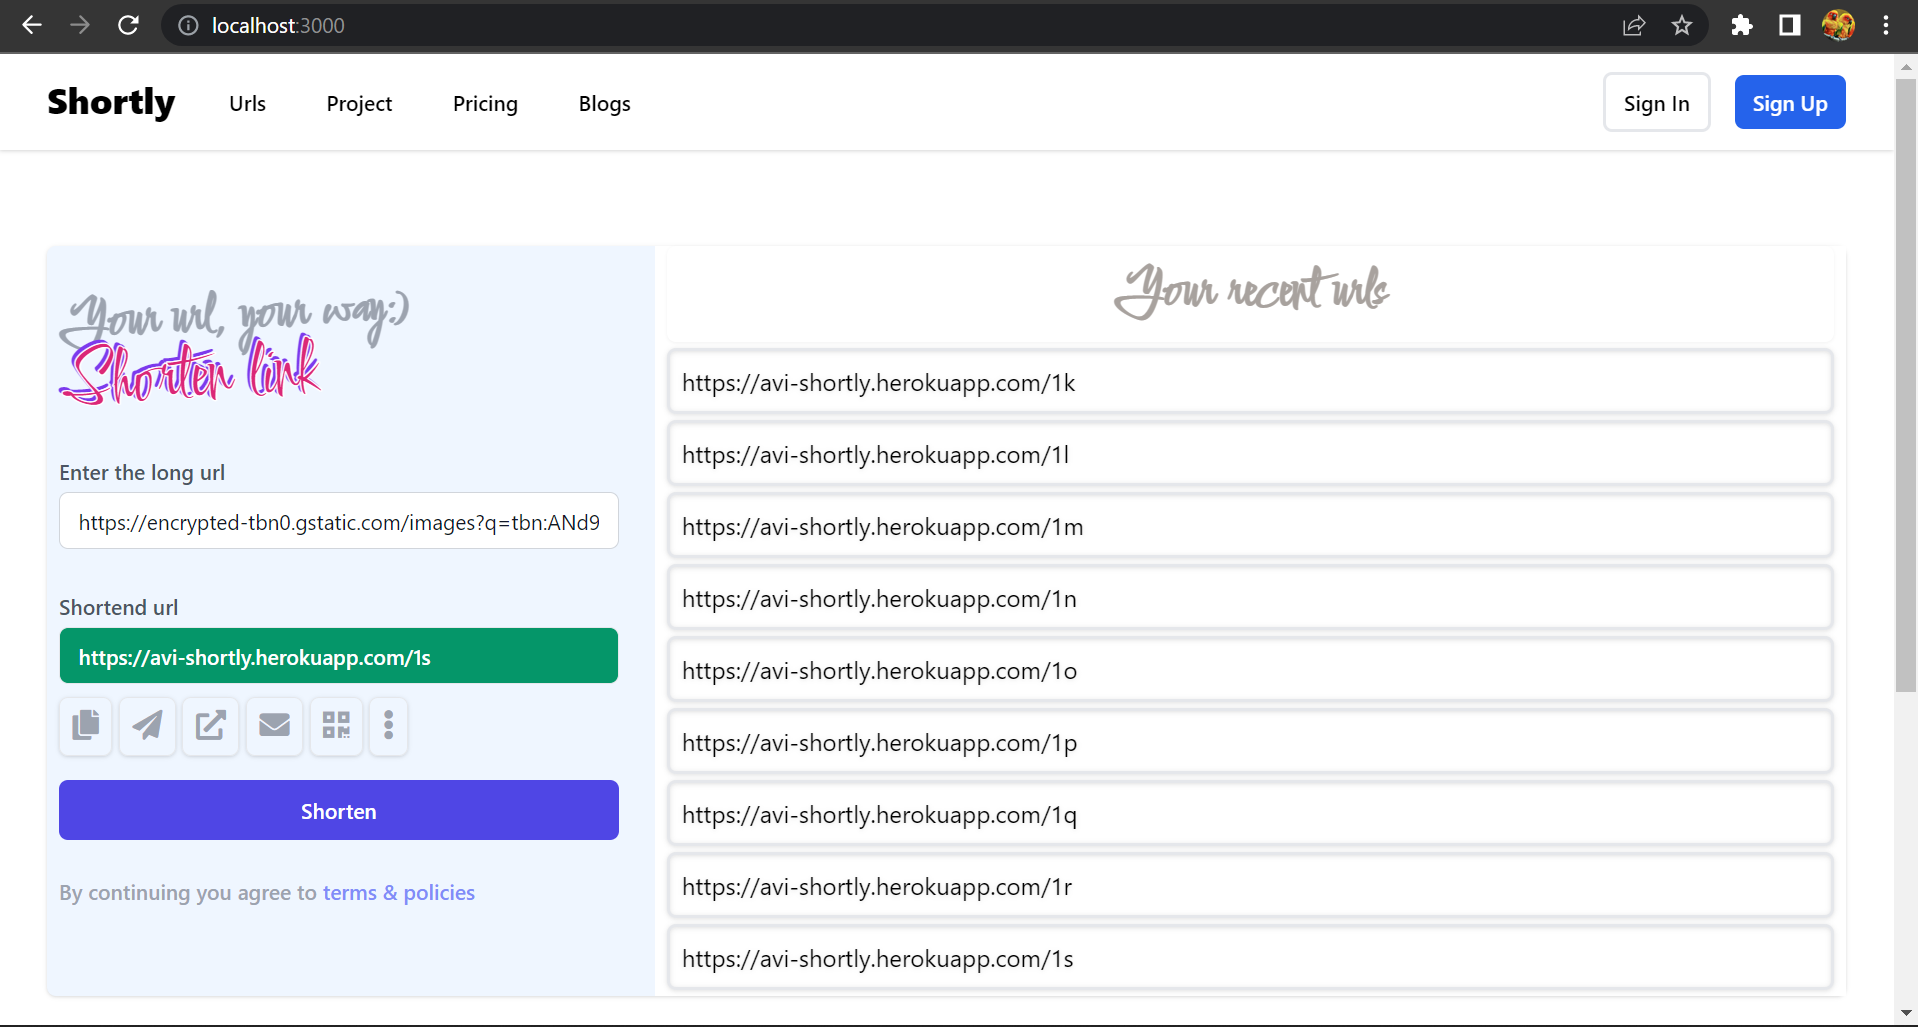 localhost:3000
Shortly Urls Project Pricing Blogs Sign In Sign Up
Your url, your way:)
Shorten link
Enter the long url
https://encrypted-tbn0.gstatic.com/images?q=tbn:ANd9
Shortend url
https://avi-shortly.herokuapp.com/1s
Shorten
By continuing you agree to terms & policies
Your recent urls
https://avi-shortly.herokuapp.com/1k
https://avi-shortly.herokuapp.com/1l
https://avi-shortly.herokuapp.com/1m
https://avi-shortly.herokuapp.com/1n
https://avi-shortly.herokuapp.com/1o
https://avi-shortly.herokuapp.com/1p
https://avi-shortly.herokuapp.com/1q
https://avi-shortly.herokuapp.com/1r
https://avi-shortly.herokuapp.com/1s